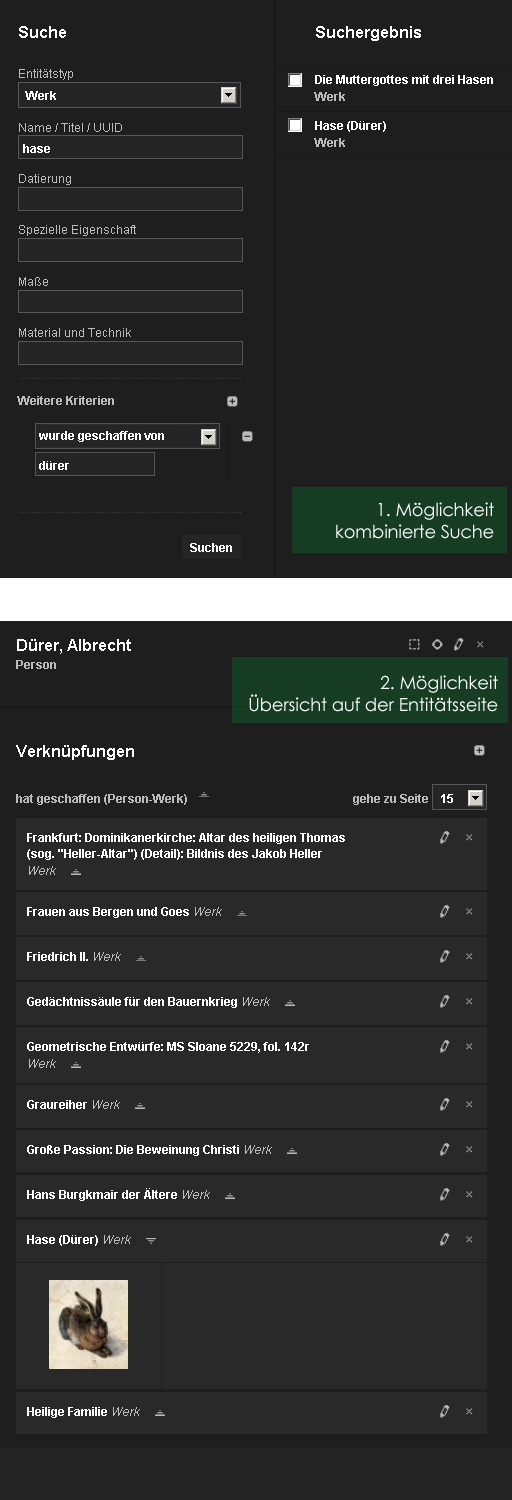 Suche
Entitätstyp
Werk
Name / Titel / UUID
hase
Datierung
Spezielle Eigenschaft
Maße
Material und Technik
Weitere Kriterien
wurde geschaffen von
dürer
Suchen
Suchergebnis
Die Muttergottes mit drei Hasen
Werk
Hase (Dürer)
Werk
1. Möglichkeit
kombinierte Suche
Dürer, Albrecht
Person
2. Möglichkeit
Übersicht auf der Entitätsseite
Verknüpfungen
hat geschaffen (Person-Werk) gehe zu Seite 15
Frankfurt: Dominikanerkirche: Altar des heiligen Thomas
(sog. "Heller-Altar") (Detail): Bildnis des Jakob Heller
Werk
Frauen aus Bergen und Goes Werk
Friedrich II. Werk
Gedächtnissäule für den Bauernkrieg Werk
Geometrische Entwürfe: MS Sloane 5229, fol. 142r
Werk
Graureiher Werk
Große Passion: Die Beweinung Christi Werk
Hans Burgkmair der Ältere Werk
Hase (Dürer) Werk
Heilige Familie Werk